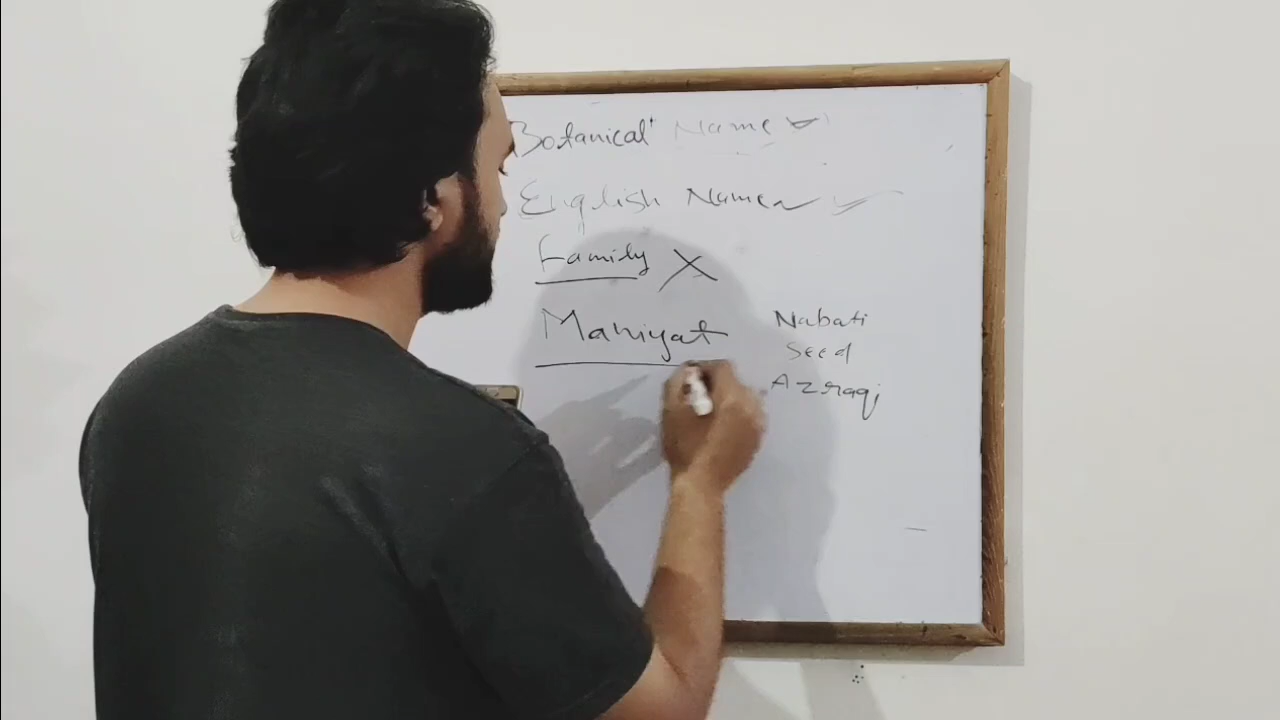 Botanical Name
English Name
Family X
Mahiyat
Nabati
Seed
Azraqi